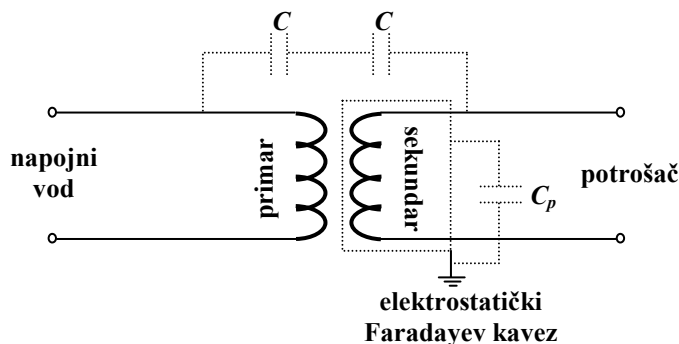 C
C
napojni
vod
primar
sekundar
C_p
potrošač
elektrostatički
Faradayev kavez